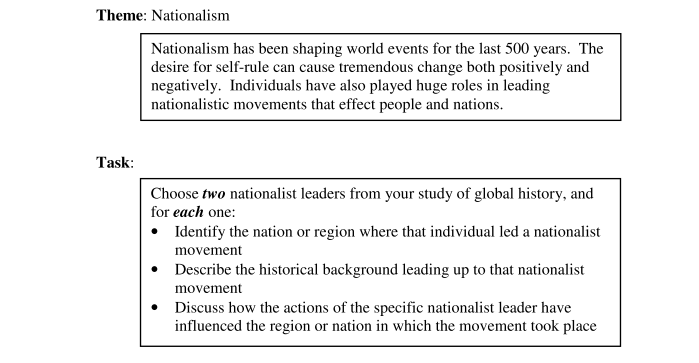 Theme: Nationalism
Nationalism has been shaping world events for the last 500 years. The
desire for self-rule can cause tremendous change both positively and
negatively. Individuals have also played huge roles in leading
nationalistic movements that effect people and nations.
Task:
Choose two nationalist leaders from your study of global history, and
for each one:
• Identify the nation or region where that individual led a nationalist
movement
• Describe the historical background leading up to that nationalist
movement
• Discuss how the actions of the specific nationalist leader have
influenced the region or nation in which the movement took place